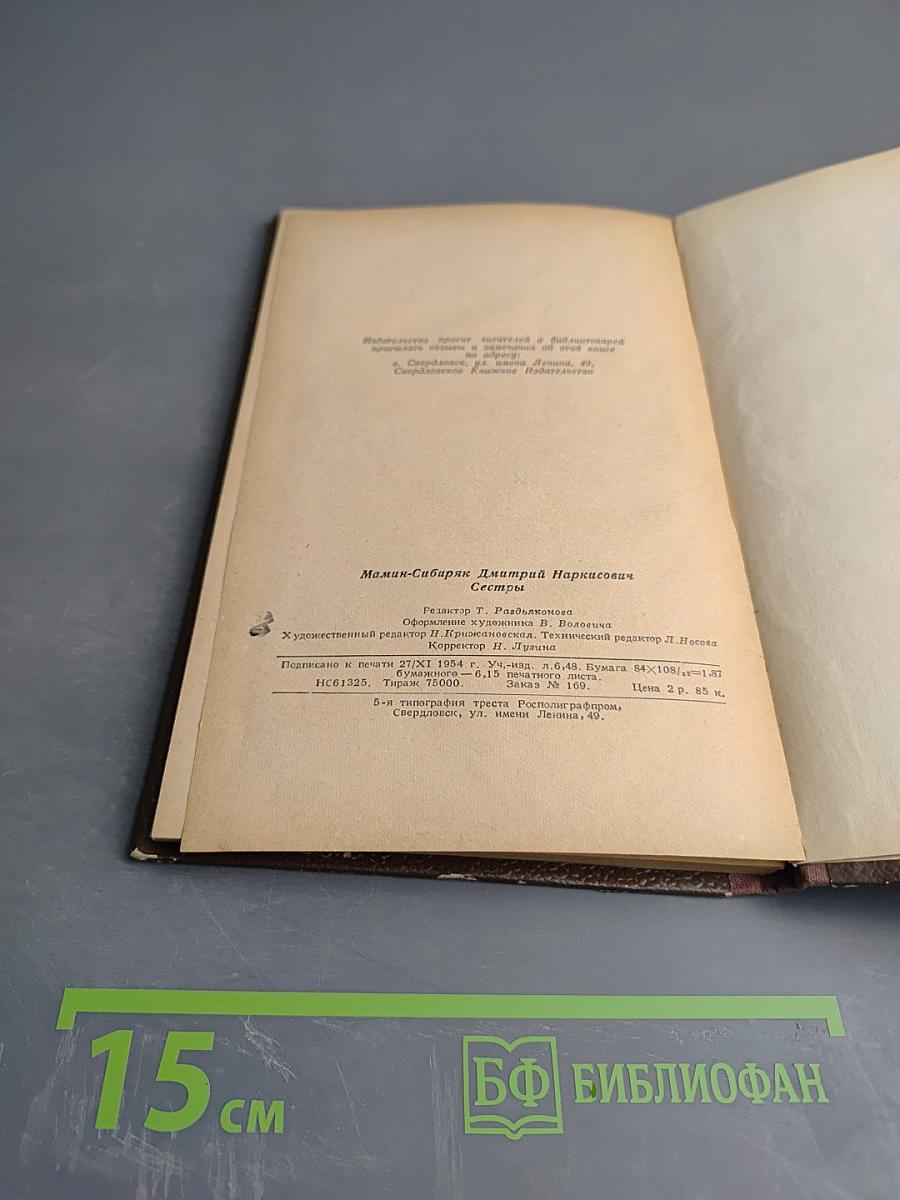 Издательство просит читателей и библиотекарей
присылать отзывы и замечания об этой книге
по адресу:
г. Свердловск, ул. имени Ленина, 49,
Свердловское Книжное Издательство
Мамин-Сибиряк Дмитрий Наркисович
Сестры
Редактор Т. Раздьяконова
Оформление художника В. Воловича
Художественный редактор Н. Крижановская. Технический редактор Л. Носова
Корректор Н. Лузина
Подписано к печати 27/XI 1954 г. Уч,-изд. л.6,48. Бумага 84×108/₃₂=1,87
бумажного — 6,15 печатного листа.
НС61325. Тираж 75000. Заказ № 169. Цена 2 р. 85 к.
5-я типография треста Росполиграфпром,
Свердловск, ул. имени Ленина, 49.
15 см
БФ БИБЛИОФАН